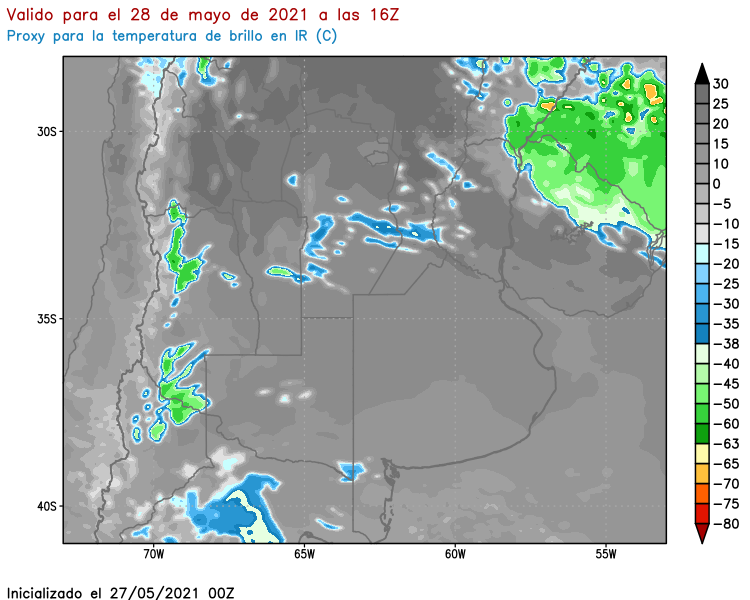 Valido para el 28 de mayo de 2021 a las 16Z
Proxy para la temperatura de brillo en IR (C)
30S
35S
40S
70W
65W
60W
55W
30
25
20
15
10
0
−5
−10
−15
−20
−25
−30
−35
−38
−40
−45
−50
−60
−63
−65
−70
−75
−80
Inicializado el 27/05/2021 00Z